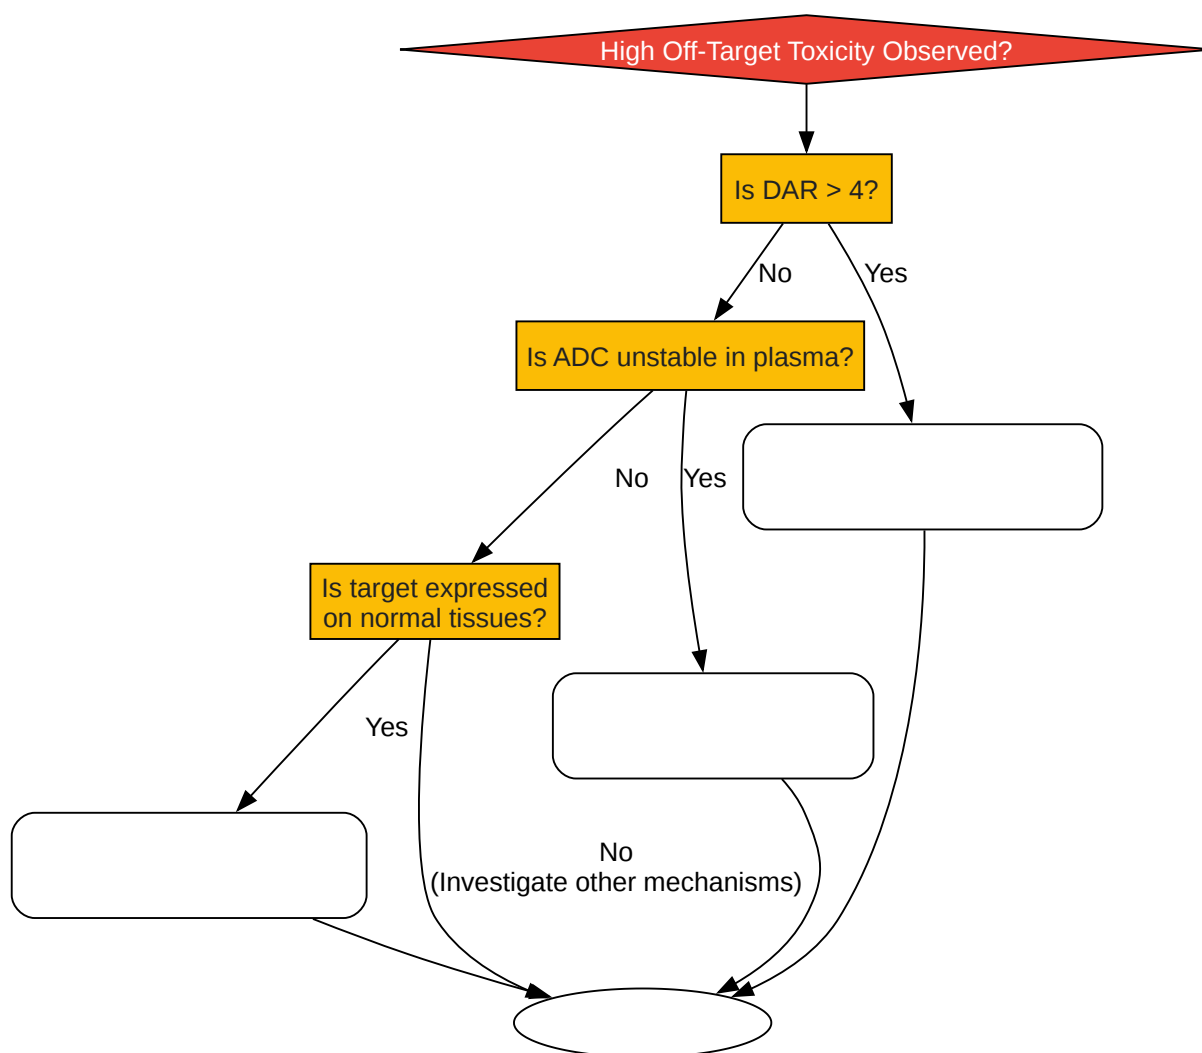 High Off-Target Toxicity Observed?
Is DAR > 4?
No
Yes
Is ADC unstable in plasma?
No
Yes
Is target expressed
on normal tissues?
Yes
No
(Investigate other mechanisms)